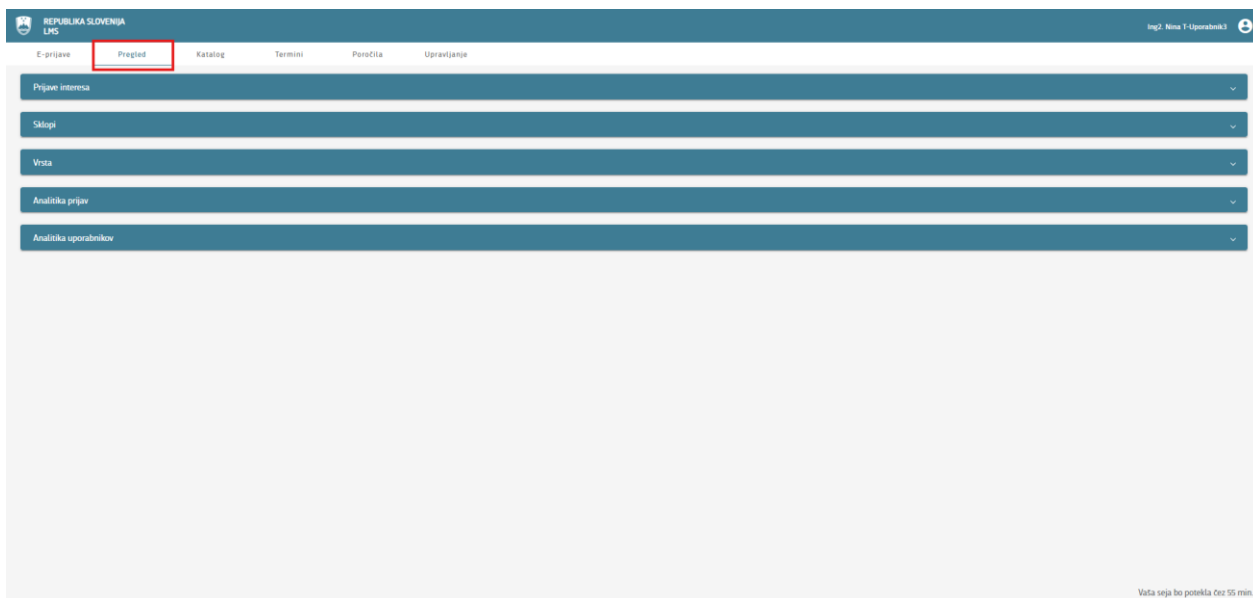 REPUBLIKA SLOVENIJA
LMS
Ing2. Nina T-Uporabnik3
E-prijave Pregled Katalog Termini Poročila Upravljanje
Prijave interesa
Sklopi
Vrsta
Analitika prijav
Analitika uporabnikov
Vaša seja bo potekla čez 55 min.